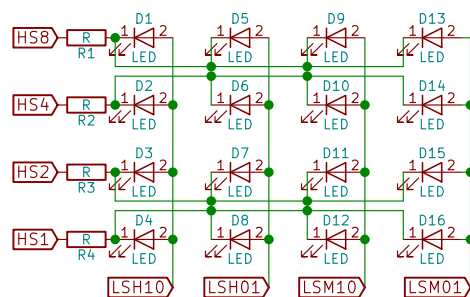 D1 D5 D9 D13
HS8 R 1 2 1 2 1 2 1 2
R1 LED LED LED LED
D2 D6 D10 D14
HS4 R 1 2 1 2 1 2 1 2
R2 LED LED LED LED
D3 D7 D11 D15
HS2 R 1 2 1 2 1 2 1 2
R3 LED LED LED LED
D4 D8 D12 D16
HS1 R 1 2 1 2 1 2 1 2
R4 LED LED LED LED
LSH10 LSH01 LSM10 LSM01